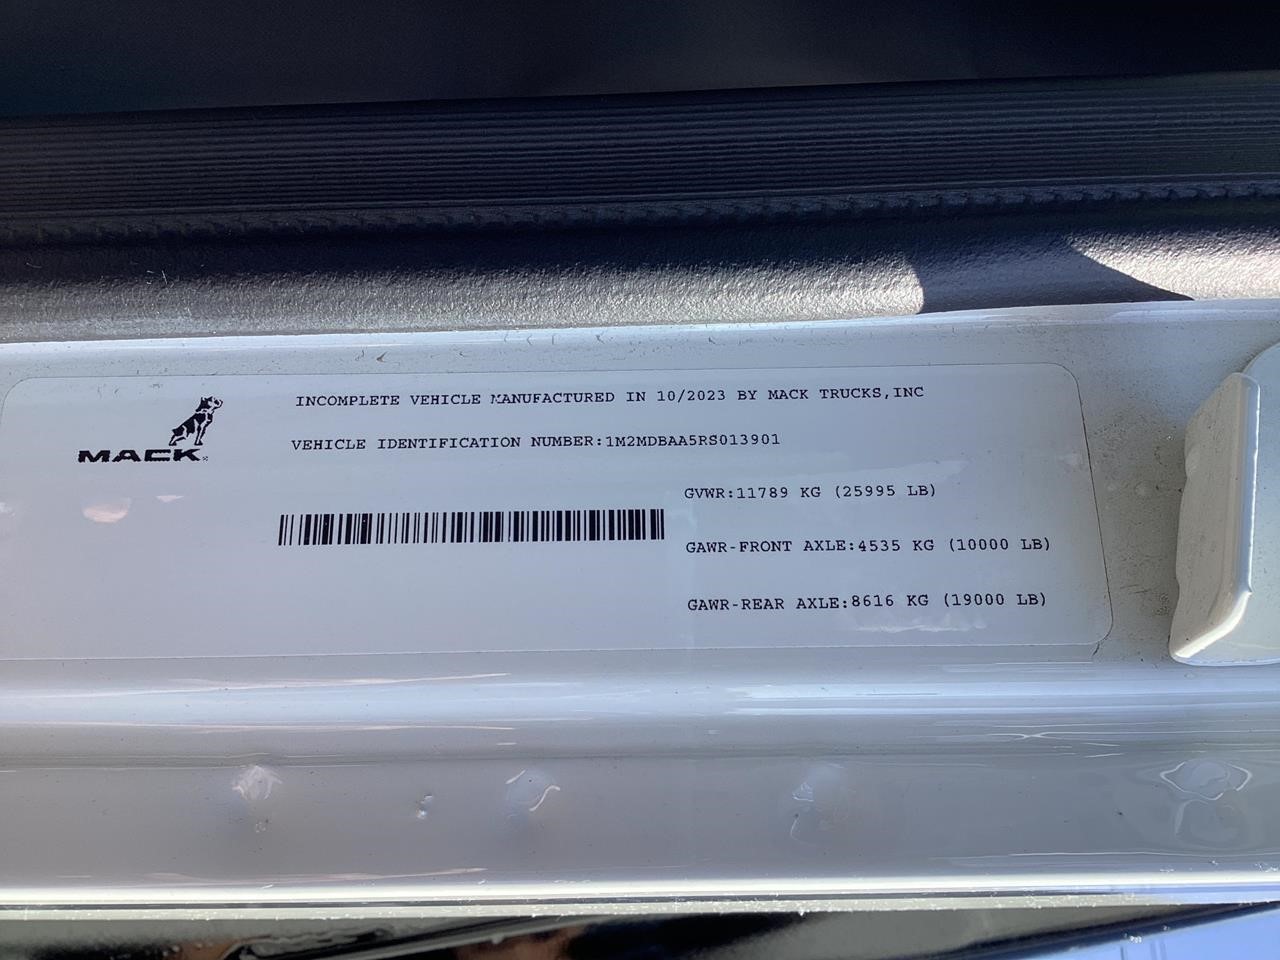 INCOMPLETE VEHICLE MANUFACTURED IN 10/2023 BY MACK TRUCKS,INC
MACK
VEHICLE IDENTIFICATION NUMBER:1M2MDBAA5RS013901
GVWR:11789 KG (25995 LB)
GAWR-FRONT AXLE:4535 KG (10000 LB)
GAWR-REAR AXLE:8616 KG (19000 LB)